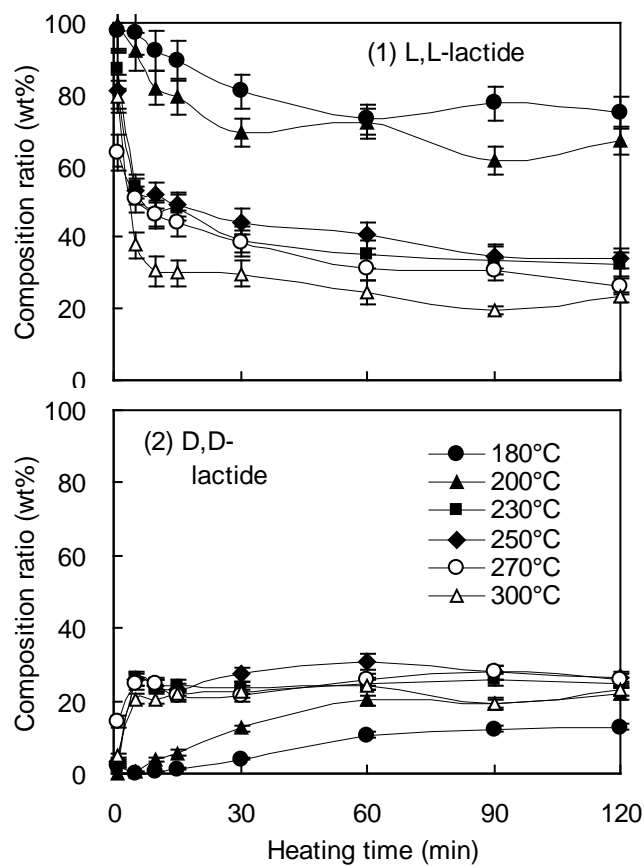 100
80
60
40
20
0
Composition ratio (wt%)
(1) L,L-lactide
100
80
60
40
20
0
Composition ratio (wt%)
(2) D,D-
lactide
180°C
200°C
230°C
250°C
270°C
300°C
0 30 60 90 120
Heating time (min)